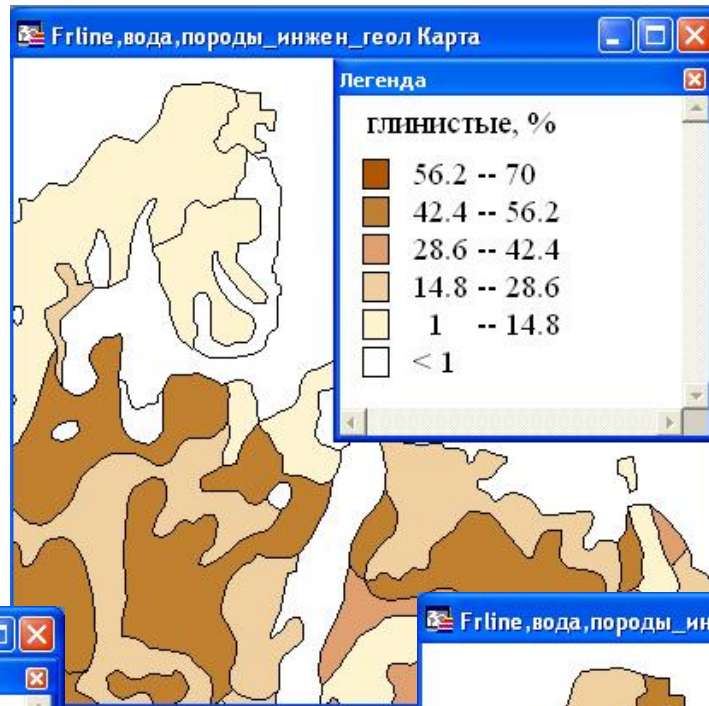 Frline,вода,породы_инжен_геол Карта
Легенда
глинистые, %
56.2 -- 70
42.4 -- 56.2
28.6 -- 42.4
14.8 -- 28.6
1 -- 14.8
< 1
Frline,вода,породы_ин